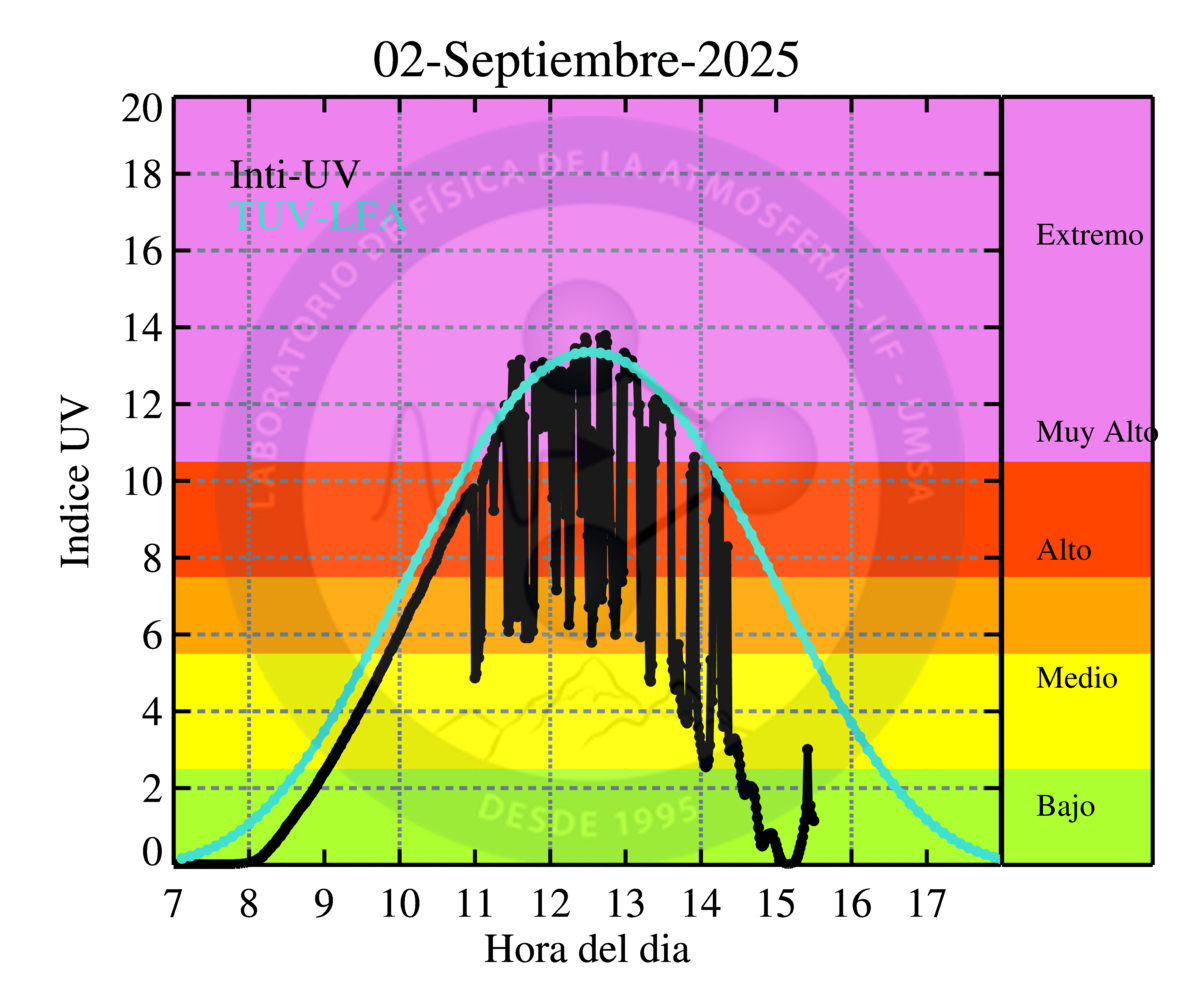 02-Septiembre-2025
Inti-UV
TUV-LFA
LABORATORIO DE FÍSICA DE LA ATMÓSFERA - IIF - UMSA
DESDE 1995
Indice UV
20
18
16
14
12
10
8
6
4
2
0
Extremo
Muy Alto
Alto
Medio
Bajo
7 8 9 10 11 12 13 14 15 16 17
Hora del dia